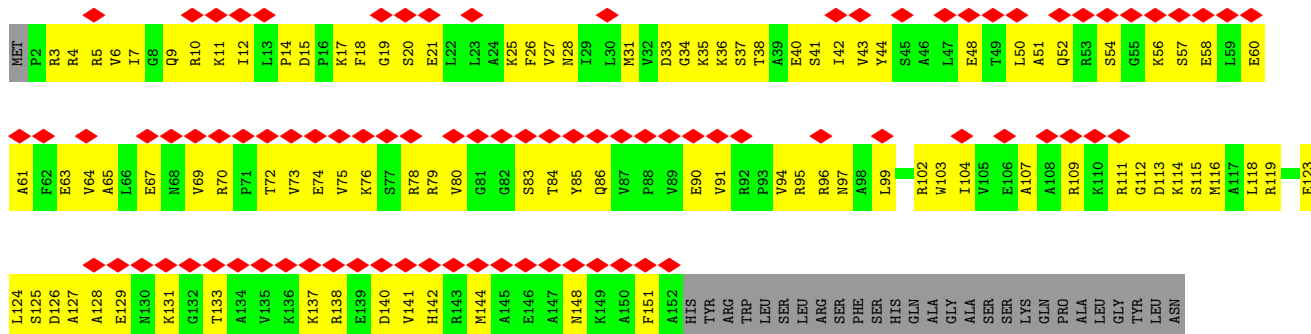 MET P2 R3 R4 R5 V6 I7 G8 Q9 R10 K11 I12 L13 P14 D15 P16 K17 F18 G19 S20 E21 L22 L23 A24 K25 F26 V27 N28 I29 L30 M31 V32 D33 G34 K35 K36 S37 T38 A39 E40 S41 I42 V43 Y44 S45 A46 L47 E48 T49 L50 A51 Q52 R53 S54 G55 K56 S57 E58 L59 E60
A61 F62 E63 V64 A65 L66 E67 N68 V69 R70 P71 T72 V73 E74 V75 K76 S77 R78 R79 V80 G81 G82 S83 T84 Y85 Q86 V87 P88 V89 E90 V91 R92 P93 V94 R95 R96 N97 A98 L99 R102 W103 I104 V105 E106 A107 A108 R109 K110 R111 G112 D113 K114 S115 M116 A117 L118 R119 E123
L124 S125 D126 A127 A128 E129 N130 K131 G132 T133 A134 V135 K136 K137 R138 E139 D140 V141 H142 R143 M144 A145 E146 A147 N148 K149 A150 F151 A152 HIS TYR ARG TRP LEU SER LEU ARG SER PHE SER HIS GLN ALA GLY ALA SER SER LYS GLN PRO ALA LEU GLY TYR LEU ASN